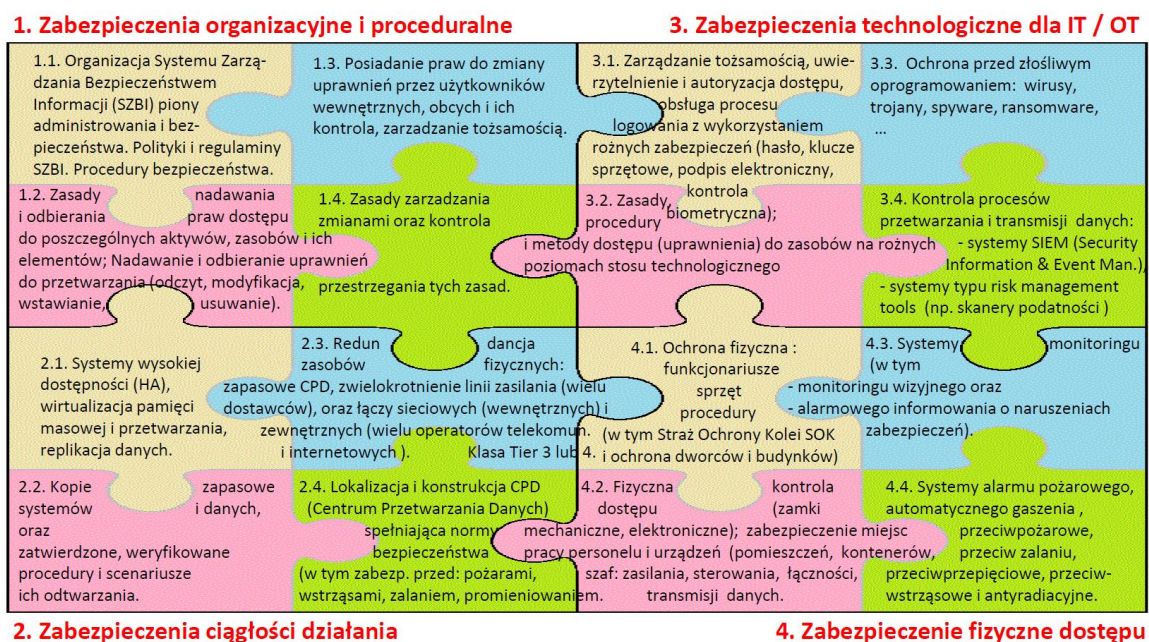 1. Zabezpieczenia organizacyjne i proceduralne
1.1. Organizacja Systemu Zarzą-
dzania Bezpieczeństwem
Informacji (SZBI) piony
administrowania i bez-
pieczeństwa. Polityki i regulaminy
SZBI. Procedury bezpieczeństwa.
1.3. Posiadanie praw do zmiany
uprawnień przez użytkowników
wewnętrznych, obcych i ich
kontrola, zarzadzanie tożsamością.
1.2. Zasady nadawania
i odbierania praw dostępu
do poszczególnych aktywów, zasobów i ich
elementów; Nadawanie i odbieranie uprawnień
do przetwarzania (odczyt, modyfikacja,
wstawianie, usuwanie).
1.4. Zasady zarzadzania
zmianami oraz kontrola
przestrzegania tych zasad.
3. Zabezpieczenia technologiczne dla IT / OT
3.1. Zarządzanie tożsamością, uwie-
rzytelnienie i autoryzacja dostępu,
obsługa procesu
logowania z wykorzystaniem
rożnych zabezpieczeń (hasło, klucze
sprzętowe, podpis elektroniczny,
kontrola
biometryczna);
3.3. Ochrona przed złośliwym
oprogramowaniem: wirusy,
trojany, spyware, ransomware,
...
3.2. Zasady,
procedury
i metody dostępu (uprawnienia) do zasobów na rożnych
poziomach stosu technologicznego
3.4. Kontrola procesów
przetwarzania i transmisji danych:
- systemy SIEM (Security
Information & Event Man.),
- systemy typu risk management
tools (np. skanery podatności )
2.1. Systemy wysokiej
dostępności (HA),
wirtualizacja pamięci
masowej i przetwarzania,
replikacja danych.
2.3. Redun dancja
zasobów fizycznych:
zapasowe CPD, zwielokrotnienie linii zasilania (wielu
dostawców), oraz łączy sieciowych (wewnętrznych) i
zewnętrznych (wielu operatorów telekomun.
i internetowych ). Klasa Tier 3 lub 4.
2.2. Kopie zapasowe
systemów i danych,
oraz
zatwierdzone, weryfikowane
procedury i scenariusze
ich odtwarzania.
2.4. Lokalizacja i konstrukcja CPD
(Centrum Przetwarzania Danych)
spełniająca normy
bezpieczeństwa
(w tym zabezp. przed: pożarami,
wstrząsami, zalaniem, promieniowaniem.
4.1. Ochrona fizyczna :
funkcjonariusze
sprzęt
procedury
(w tym Straż Ochrony Kolei SOK
i ochrona dworców i budynków)
4.3. Systemy monitoringu
(w tym
- monitoringu wizyjnego oraz
- alarmowego informowania o naruszeniach
zabezpieczeń).
4.2. Fizyczna kontrola
dostępu (zamki
mechaniczne, elektroniczne); zabezpieczenie miejsc
pracy personelu i urządzeń (pomieszczeń, kontenerów,
szaf: zasilania, sterowania, łączności,
transmisji danych.
4.4. Systemy alarmu pożarowego,
automatycznego gaszenia ,
przeciwpożarowe,
przeciw zalaniu,
przeciwprzepięciowe, przeciw-
wstrząsowe i antyradiacyjne.
2. Zabezpieczenia ciągłości działania
4. Zabezpieczenie fizyczne dostępu